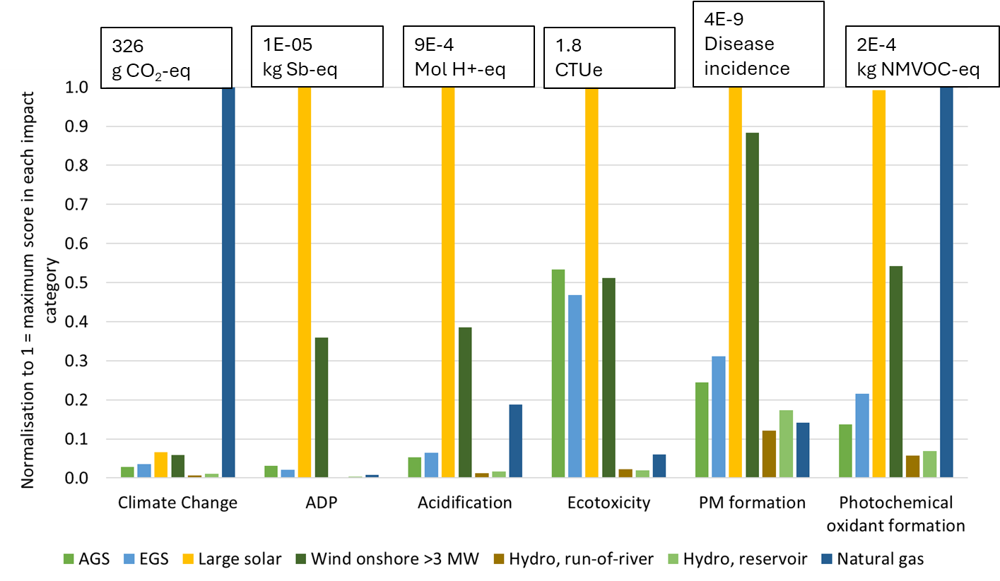 326
g CO₂-eq
1E-05
kg Sb-eq
9E-4
Mol H+-eq
1.8
CTUe
4E-9
Disease
incidence
2E-4
kg NMVOC-eq
Normalisation to 1 = maximum score in each impact
category
1.0
0.9
0.8
0.7
0.6
0.5
0.4
0.3
0.2
0.1
0.0
Climate Change
ADP
Acidification
Ecotoxicity
PM formation
Photochemical
oxidant formation
AGS EGS Large solar Wind onshore >3 MW Hydro, run-of-river Hydro, reservoir Natural gas